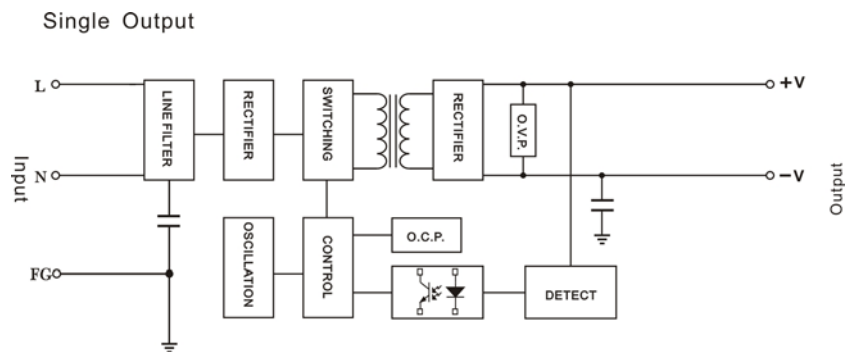 Single Output
L
N
FG
Input
LINE FILTER
RECTIFIER
SWITCHING
RECTIFIER
O.V.P.
+V
-V
Output
OSCILLATION
CONTROL
O.C.P.
DETECT